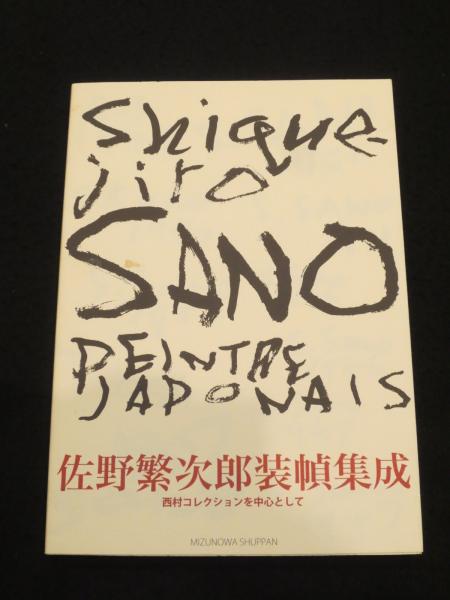 Shigue
jiro
SANO
PEINTRE
JAPONAIS
佐野繁次郎装幀集成
西村コレクションを中心として
MIZUNOWA SHUPPAN